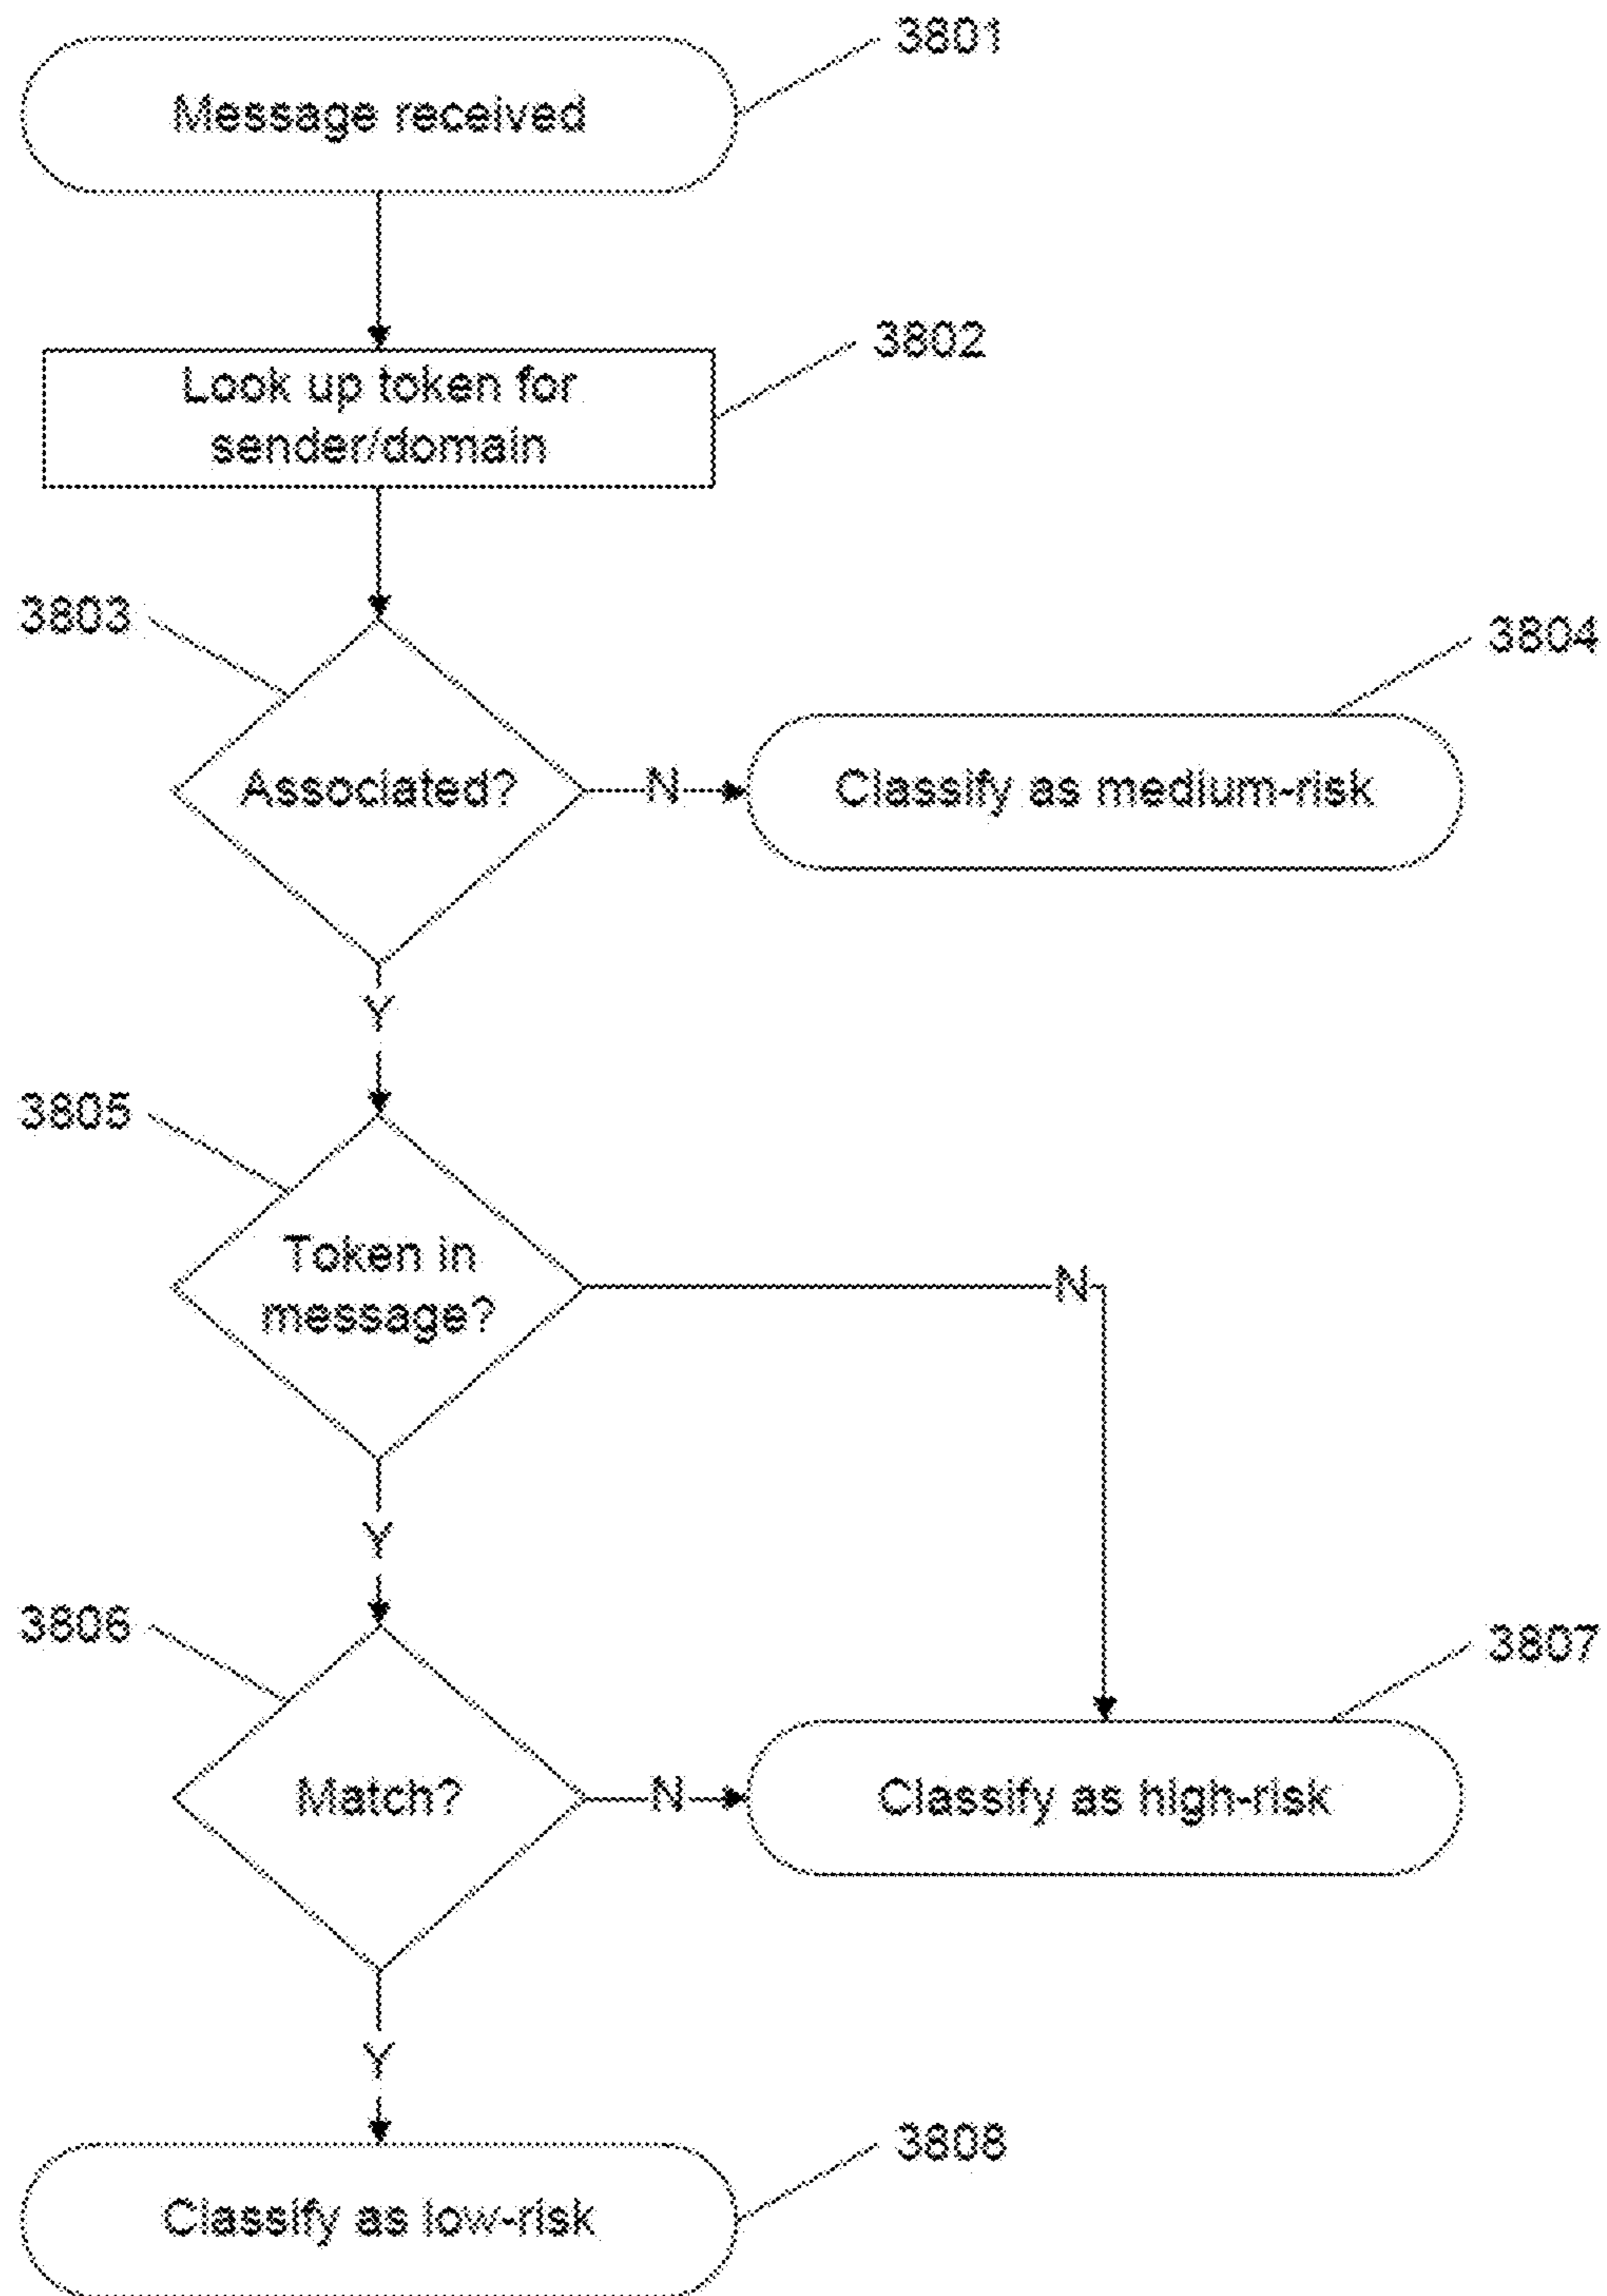 3801
Message received
3802
Look up token for
sender/domain
3803
3804
Associated?
N
Classify as medium-risk
Y
3805
Token in
message?
N
Y
3806
3807
Match?
N
Classify as high-risk
Y
3808
Classify as low-risk